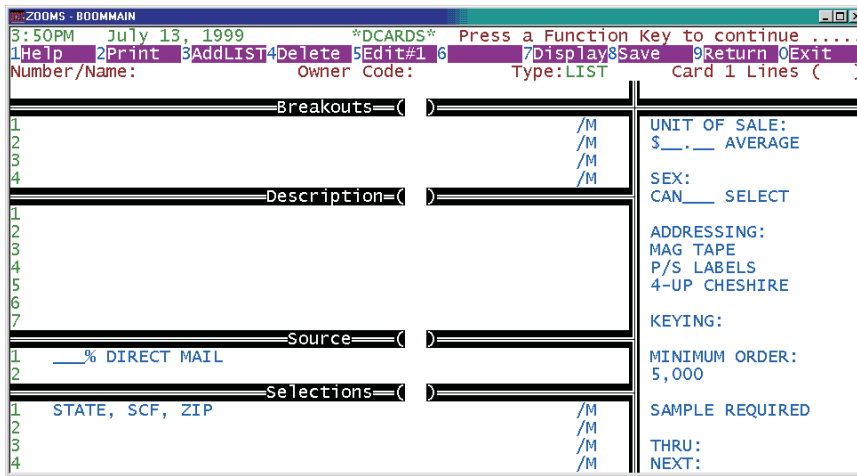 ZOOMS - BOOMMAIN
3:50PM July 13, 1999 *DCARDS* Press a Function Key to continue .....
1Help 2Print 3AddLIST4Delete 5Edit#1 6 7Display8Save 9Return 0Exit
Number/Name: Owner Code: Type:LIST Card 1 Lines ( )
Breakouts=( )=
1 /M
2 /M
3 /M
4 /M
Description=( )=
1
2
3
4
5
6
7
Source=( )=
1 ___% DIRECT MAIL
2
Selections=( )=
1 STATE, SCF, ZIP /M
2 /M
3 /M
4 /M
UNIT OF SALE:
$__.__ AVERAGE
SEX:
CAN___ SELECT
ADDRESSING:
MAG TAPE
P/S LABELS
4-UP CHESHIRE
KEYING:
MINIMUM ORDER:
5,000
SAMPLE REQUIRED
THRU:
NEXT: